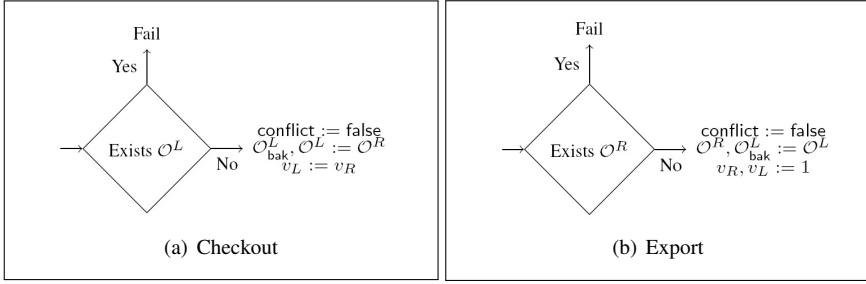 Fail
Yes
Exists 𝒪^L
No
conflict := false
𝒪^L_bak, 𝒪^L := 𝒪^R
v_L := v_R
(a) Checkout
Fail
Yes
Exists 𝒪^R
No
conflict := false
𝒪^R, 𝒪^L_bak := 𝒪^L
v_R, v_L := 1
(b) Export